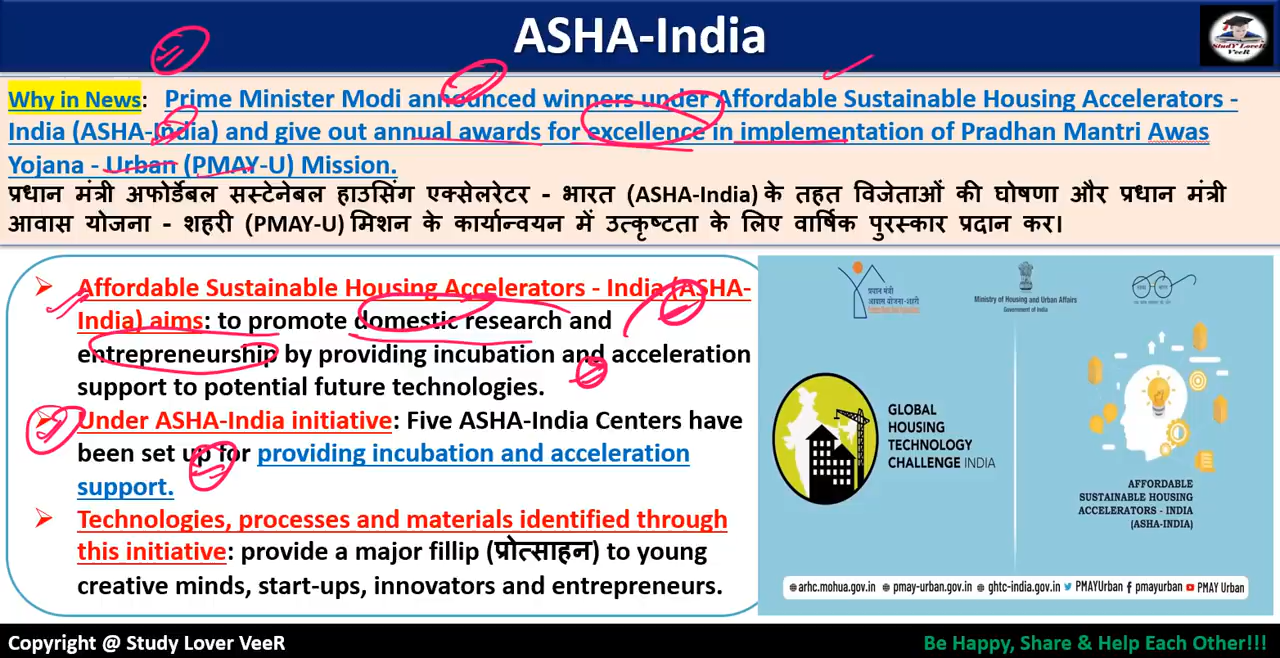 ASHA-India
StudY LoveR
VeeR
Why in News: Prime Minister Modi announced winners under Affordable Sustainable Housing Accelerators -
India (ASHA-India) and give out annual awards for excellence in implementation of Pradhan Mantri Awas
Yojana - Urban (PMAY-U) Mission.
प्रधान मंत्री अफोर्डेबल सस्टेनेबल हाउसिंग एक्सेलरेटर - भारत (ASHA-India) के तहत विजेताओं की घोषणा और प्रधान मंत्री
आवास योजना - शहरी (PMAY-U) मिशन के कार्यान्वयन में उत्कृष्टता के लिए वार्षिक पुरस्कार प्रदान कर।
Affordable Sustainable Housing Accelerators - India (ASHA-
India) aims: to promote domestic research and
entrepreneurship by providing incubation and acceleration
support to potential future technologies.
Under ASHA-India initiative: Five ASHA-India Centers have
been set up for providing incubation and acceleration
support.
Technologies, processes and materials identified through
this initiative: provide a major fillip (प्रोत्साहन) to young
creative minds, start-ups, innovators and entrepreneurs.
प्रधान मंत्री
आवास योजना-शहरी
Ministry of Housing and Urban Affairs
Government of India
GLOBAL
HOUSING
TECHNOLOGY
CHALLENGE INDIA
AFFORDABLE
SUSTAINABLE HOUSING
ACCELERATORS - INDIA
(ASHA-INDIA)
arhc.mohua.gov.in pmay-urban.gov.in ghtc-india.gov.in PMAYUrban pmayurban PMAY Urban
Copyright @ Study Lover VeeR
Be Happy, Share & Help Each Other!!!